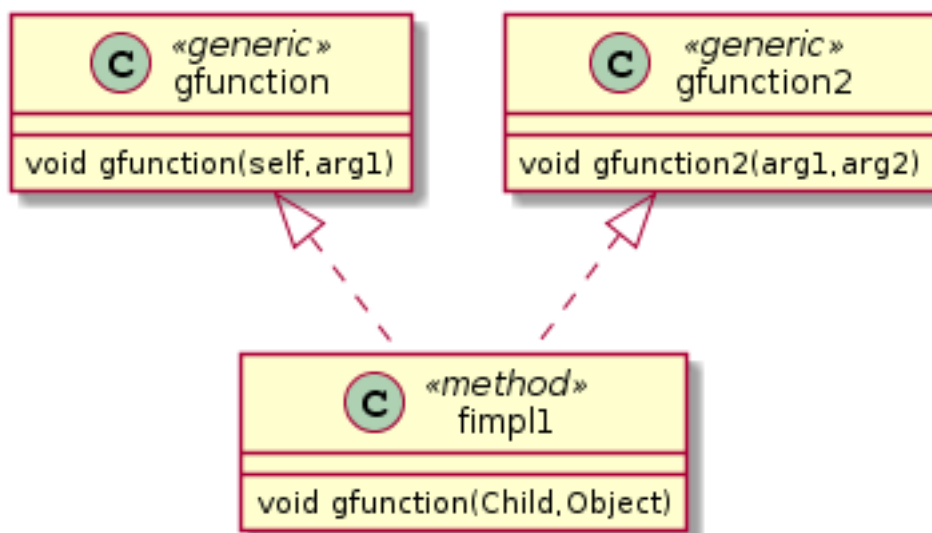 C «generic»
gfunction
void gfunction(self,arg1)
C «generic»
gfunction2
void gfunction2(arg1,arg2)
C «method»
fimpl1
void gfunction(Child,Object)